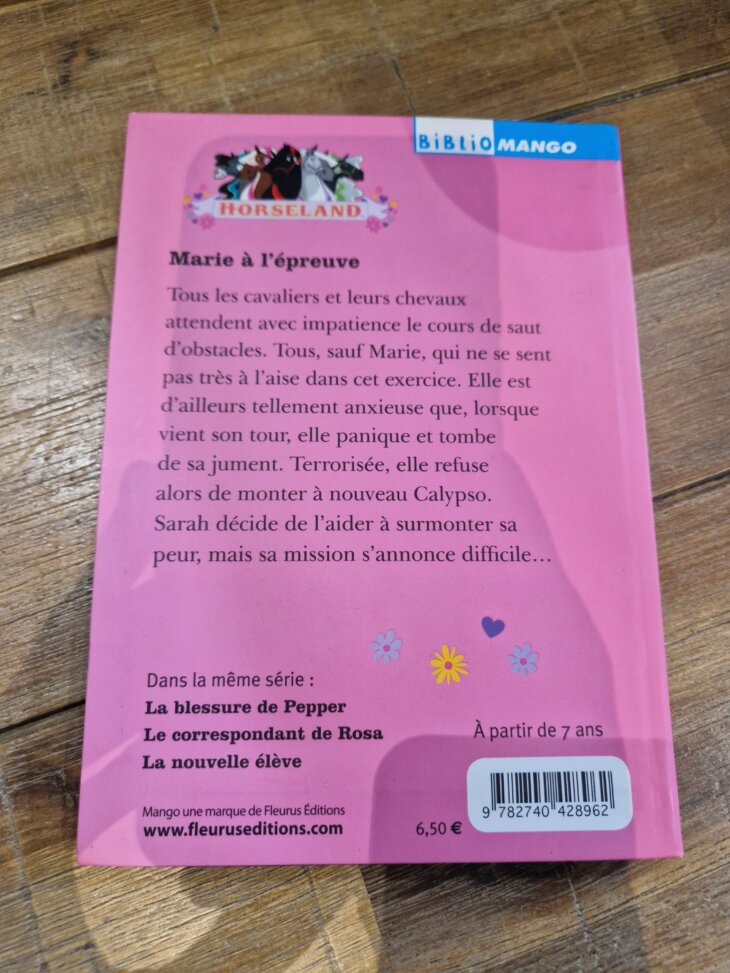 BiBLiO MANGO
HORSELAND
Marie à l'épreuve
Tous les cavaliers et leurs chevaux
attendent avec impatience le cours de saut
d'obstacles. Tous, sauf Marie, qui ne se sent
pas très à l'aise dans cet exercice. Elle est
d'ailleurs tellement anxieuse que, lorsque
vient son tour, elle panique et tombe
de sa jument. Terrorisée, elle refuse
alors de monter à nouveau Calypso.
Sarah décide de l'aider à surmonter sa
peur, mais sa mission s'annonce difficile…
Dans la même série :
La blessure de Pepper
Le correspondant de Rosa
La nouvelle élève
À partir de 7 ans
Mango une marque de Fleurus Éditions
www.fleuruseditions.com
6,50 €
9 782740 428962